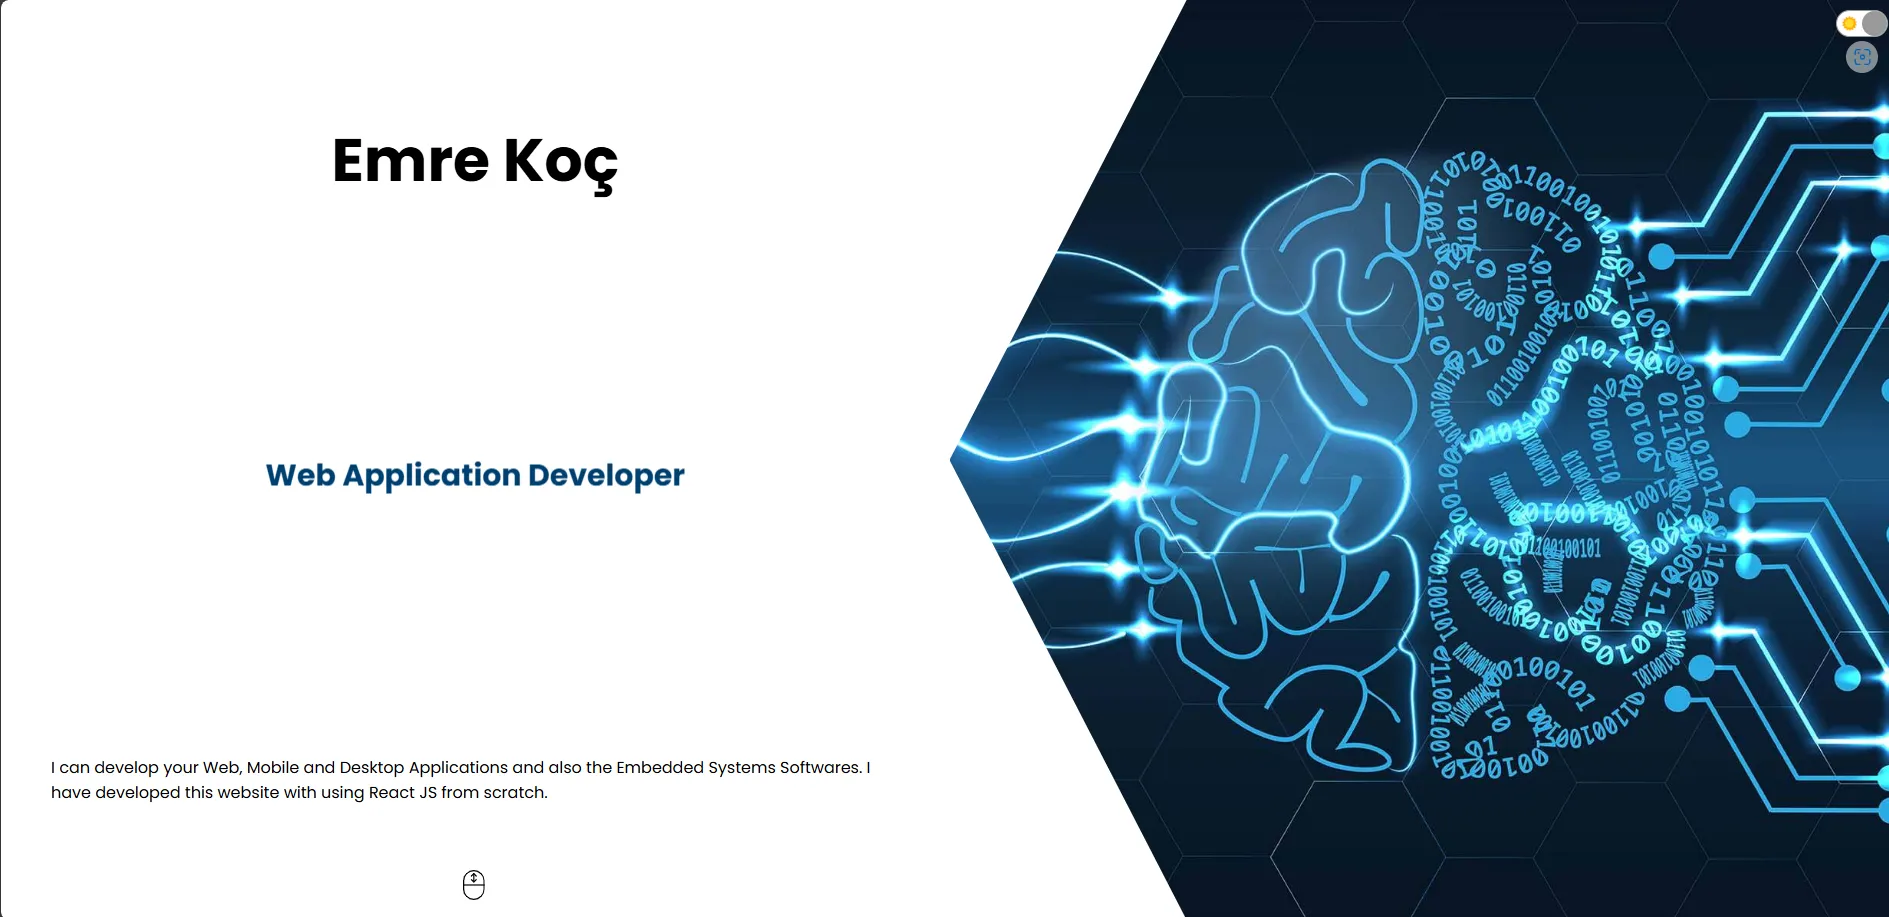 Emre Koç
Web Application Developer
I can develop your Web, Mobile and Desktop Applications and also the Embedded Systems Softwares. I
have developed this website with using React JS from scratch.